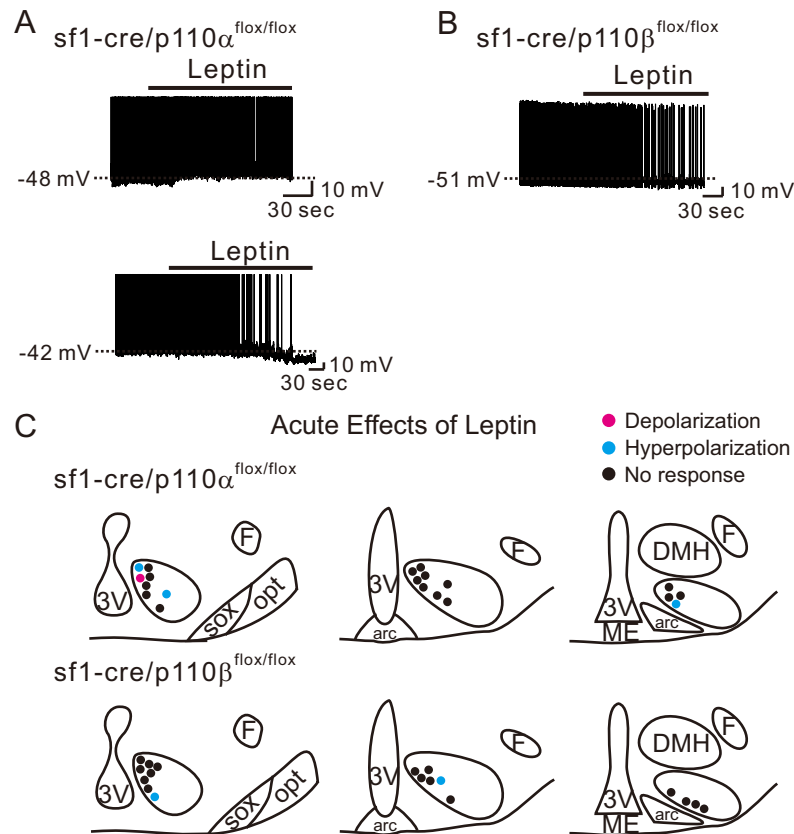 A
sf1-cre/p110α^flox/flox
Leptin
-48 mV
10 mV
30 sec
Leptin
-42 mV
10 mV
30 sec
B
sf1-cre/p110β^flox/flox
Leptin
-51 mV
10 mV
30 sec
C
Acute Effects of Leptin
Depolarization
Hyperpolarization
No response
sf1-cre/p110α^flox/flox
3V
F
sox
opt
3V
F
arc
DMH
F
3V
ME
arc
sf1-cre/p110β^flox/flox
3V
F
sox
opt
3V
F
arc
DMH
F
3V
ME
arc